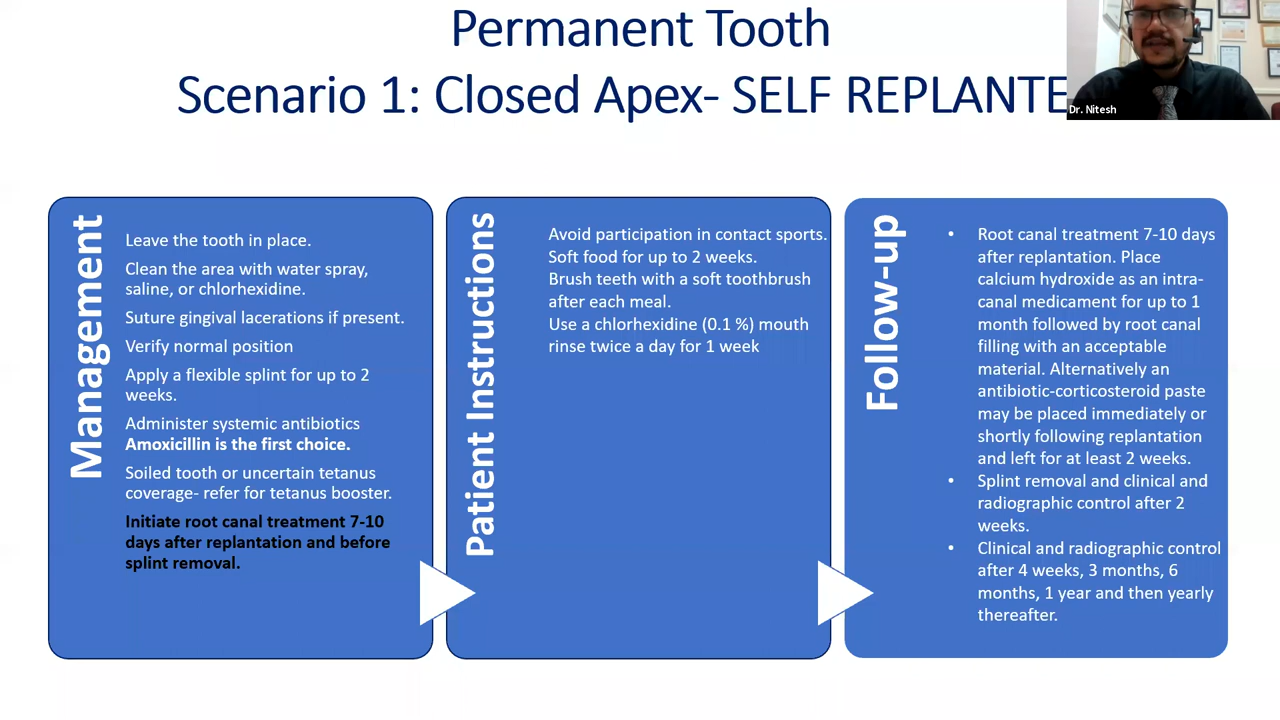 Permanent Tooth
Scenario 1: Closed Apex- SELF REPLANTE
Dr. Nitesh
Management
Leave the tooth in place.
Clean the area with water spray,
saline, or chlorhexidine.
Suture gingival lacerations if present.
Verify normal position
Apply a flexible splint for up to 2
weeks.
Administer systemic antibiotics
Amoxicillin is the first choice.
Soiled tooth or uncertain tetanus
coverage- refer for tetanus booster.
Initiate root canal treatment 7-10
days after replantation and before
splint removal.
Patient Instructions
Avoid participation in contact sports.
Soft food for up to 2 weeks.
Brush teeth with a soft toothbrush
after each meal.
Use a chlorhexidine (0.1 %) mouth
rinse twice a day for 1 week
Follow-up
• Root canal treatment 7-10 days
after replantation. Place
calcium hydroxide as an intra-
canal medicament for up to 1
month followed by root canal
filling with an acceptable
material. Alternatively an
antibiotic-corticosteroid paste
may be placed immediately or
shortly following replantation
and left for at least 2 weeks.
• Splint removal and clinical and
radiographic control after 2
weeks.
• Clinical and radiographic control
after 4 weeks, 3 months, 6
months, 1 year and then yearly
thereafter.